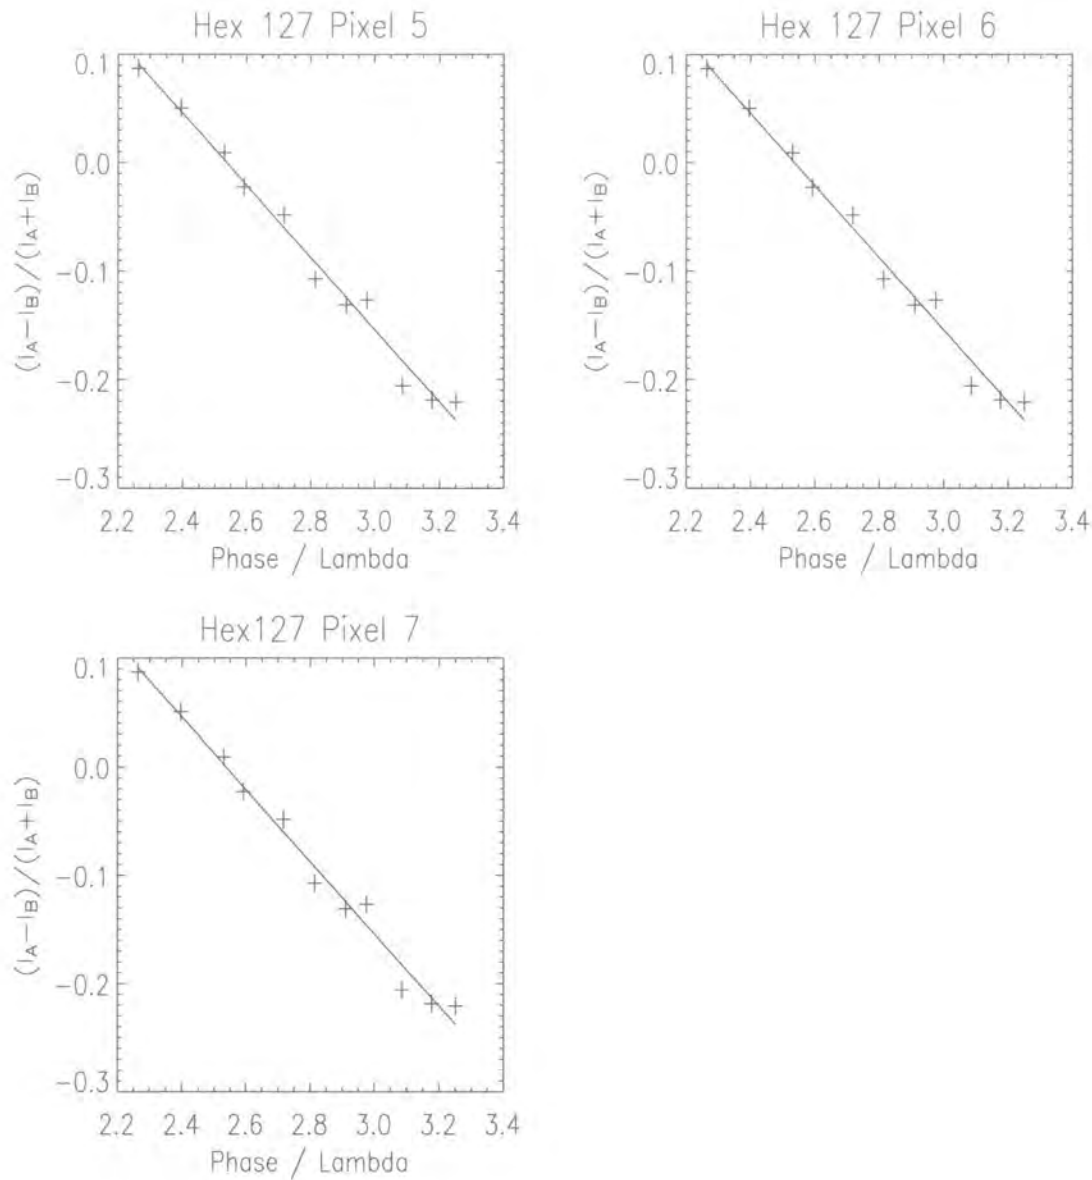 Hex 127 Pixel 5
0.1
0.0
−0.1
−0.2
−0.3
(IA−IB)/(IA+IB)
2.2 2.4 2.6 2.8 3.0 3.2 3.4
Phase / Lambda
Hex 127 Pixel 6
0.1
0.0
−0.1
−0.2
−0.3
(IA−IB)/(IA+IB)
2.2 2.4 2.6 2.8 3.0 3.2 3.4
Phase / Lambda
Hex127 Pixel 7
0.1
0.0
−0.1
−0.2
−0.3
(IA−IB)/(IA+IB)
2.2 2.4 2.6 2.8 3.0 3.2 3.4
Phase / Lambda